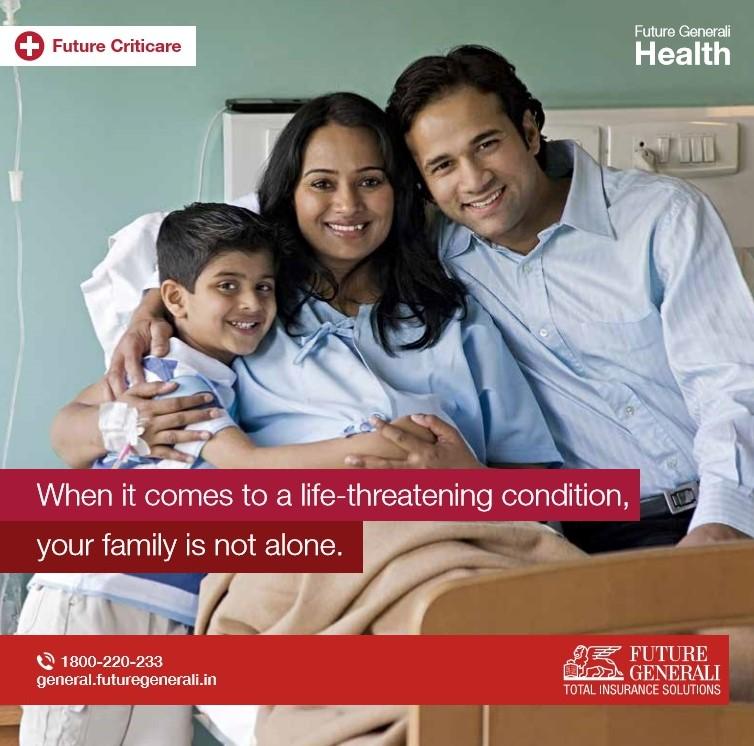 Future Criticare
Future Generali
Health
When it comes to a life-threatening condition,
your family is not alone.
1800-220-233
general.futuregenerali.in
FUTURE
GENERALI
TOTAL INSURANCE SOLUTIONS